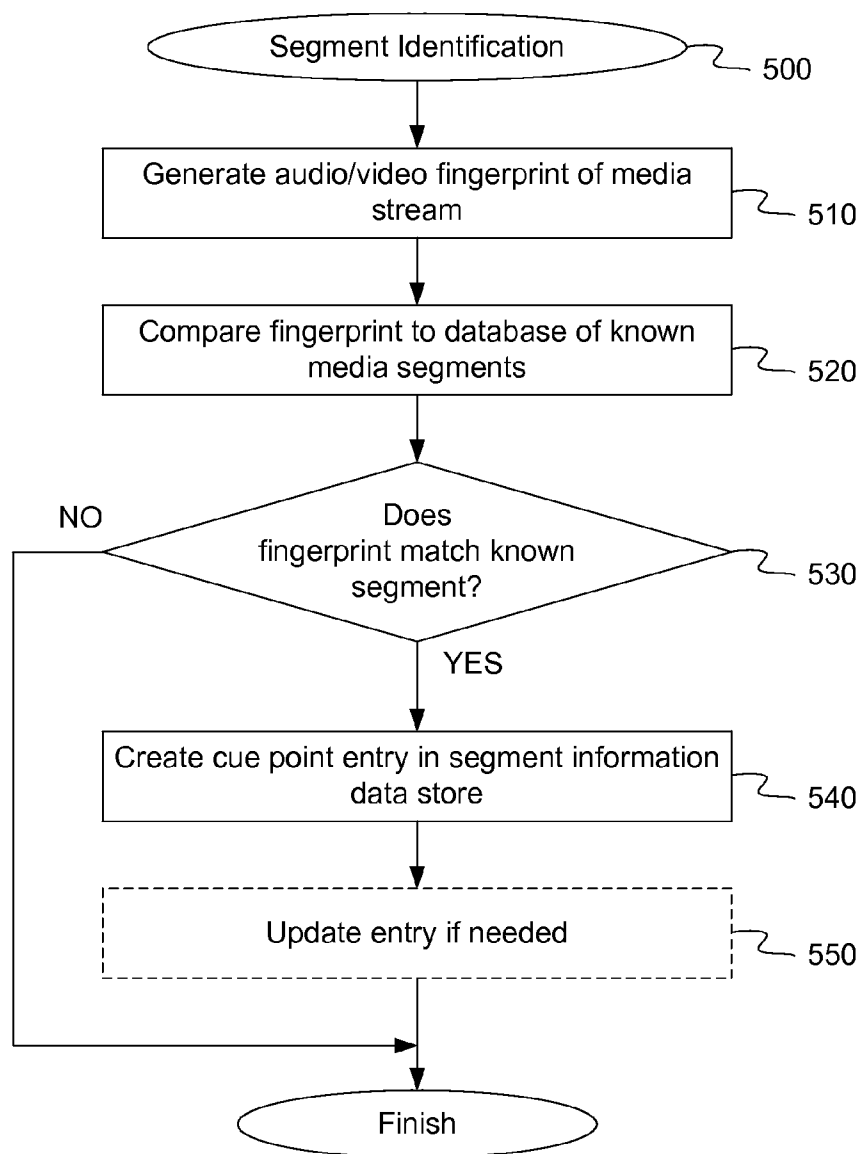 Segment Identification
500
Generate audio/video fingerprint of media
stream
510
Compare fingerprint to database of known
media segments
520
NO
Does
fingerprint match known
segment?
530
YES
Create cue point entry in segment information
data store
540
Update entry if needed
550
Finish